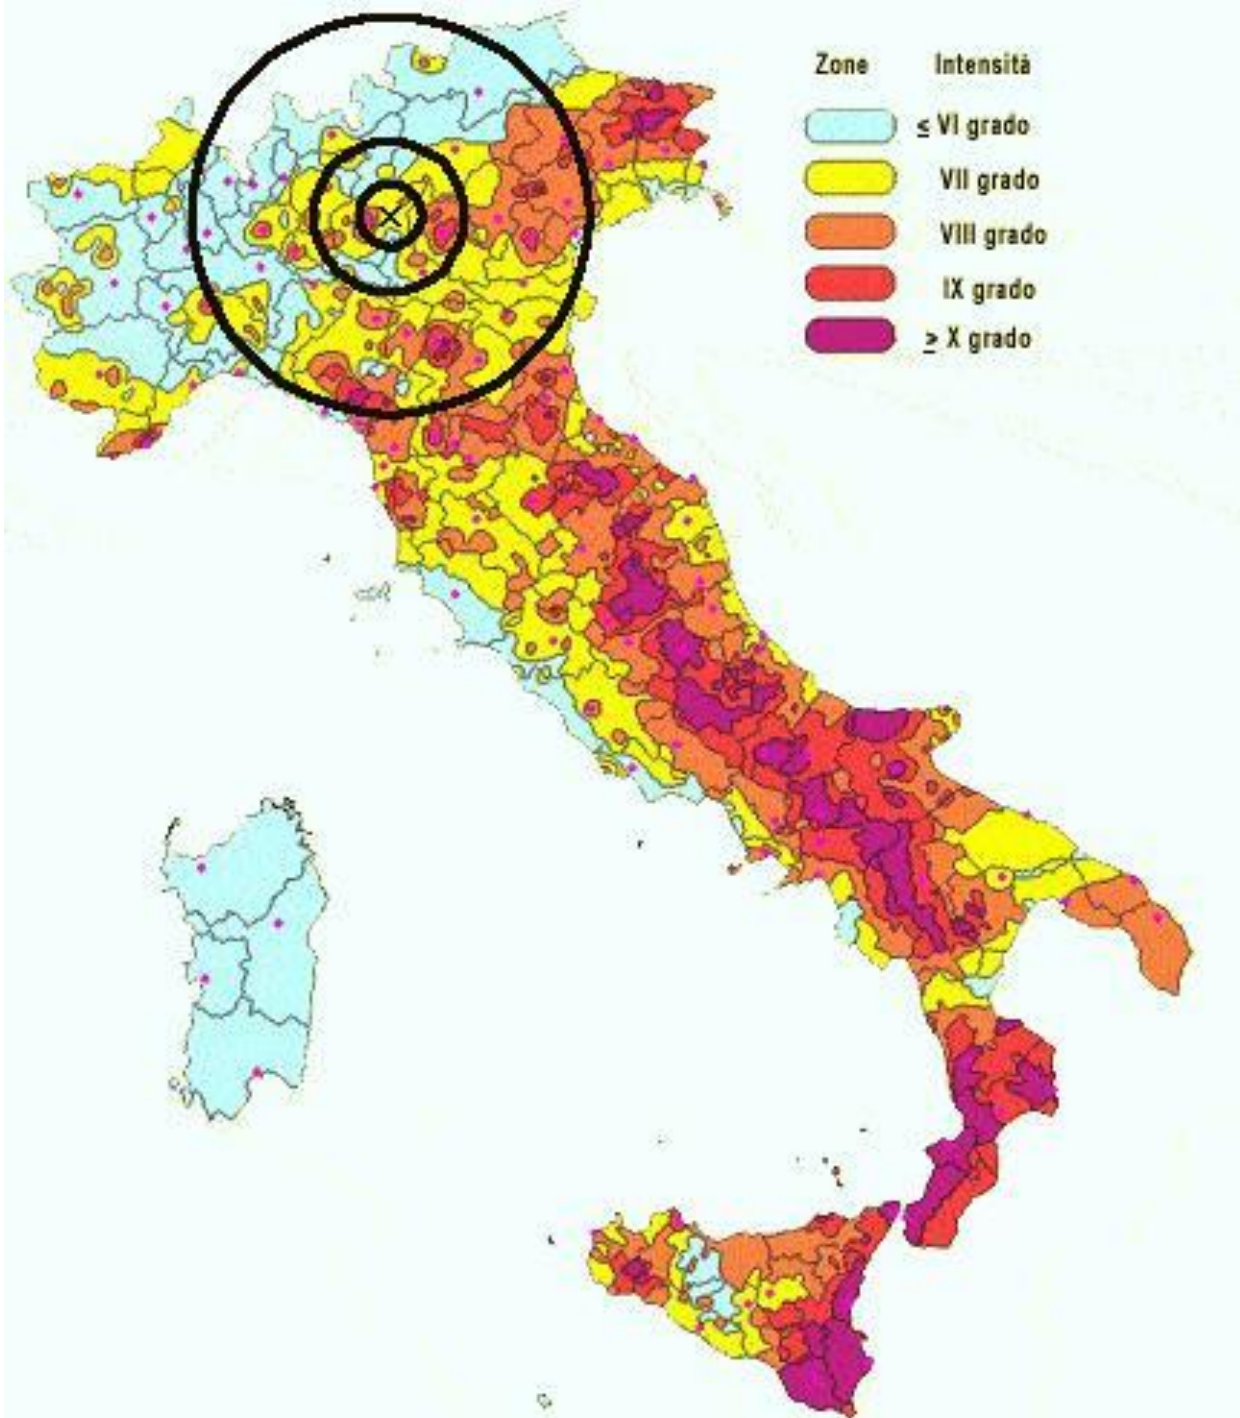 Zone Intensità
≤ VI grado
VII grado
VIII grado
IX grado
≥ X grado